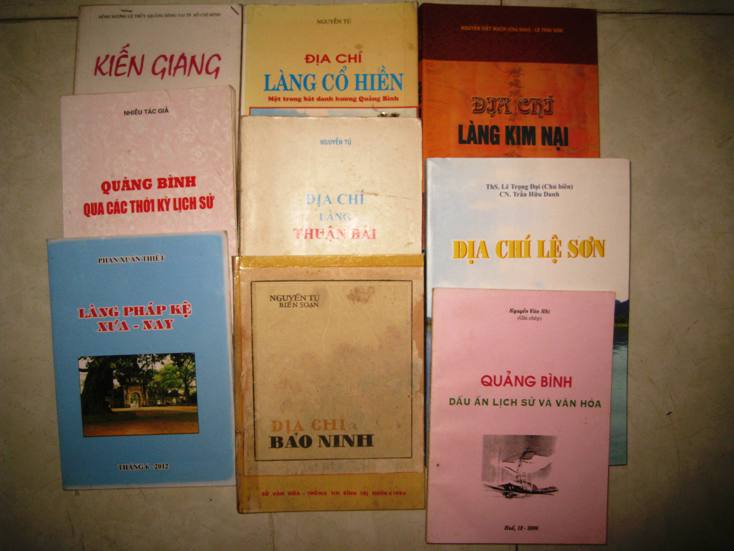 KIẾN GIANG
NGUYỄN TÚ
ĐỊA CHÍ
LÀNG CỔ HIỀN
Một trong bát danh hương Quảng Bình
ĐỊA CHÍ
LÀNG KIM NẠI
NHIỀU TÁC GIẢ
QUẢNG BÌNH
QUA CÁC THỜI KỲ LỊCH SỬ
NGUYỄN TÚ
ĐỊA CHÍ
LÀNG
THUẬN BÀI
ThS. Lê Trọng Đại (Chủ biên)
CN. Trần Hữu Danh
ĐỊA CHÍ LỆ SƠN
PHAN XUÂN THIẾT
LÀNG PHÁP KỆ
XƯA - NAY
THÁNG 6 - 2012
NGUYỄN TÚ
BIÊN SOẠN
ĐỊA CHÍ
BẢO NINH
Nguyễn Văn Nhĩ
QUẢNG BÌNH
DẤU ẤN LỊCH SỬ VÀ VĂN HÓA